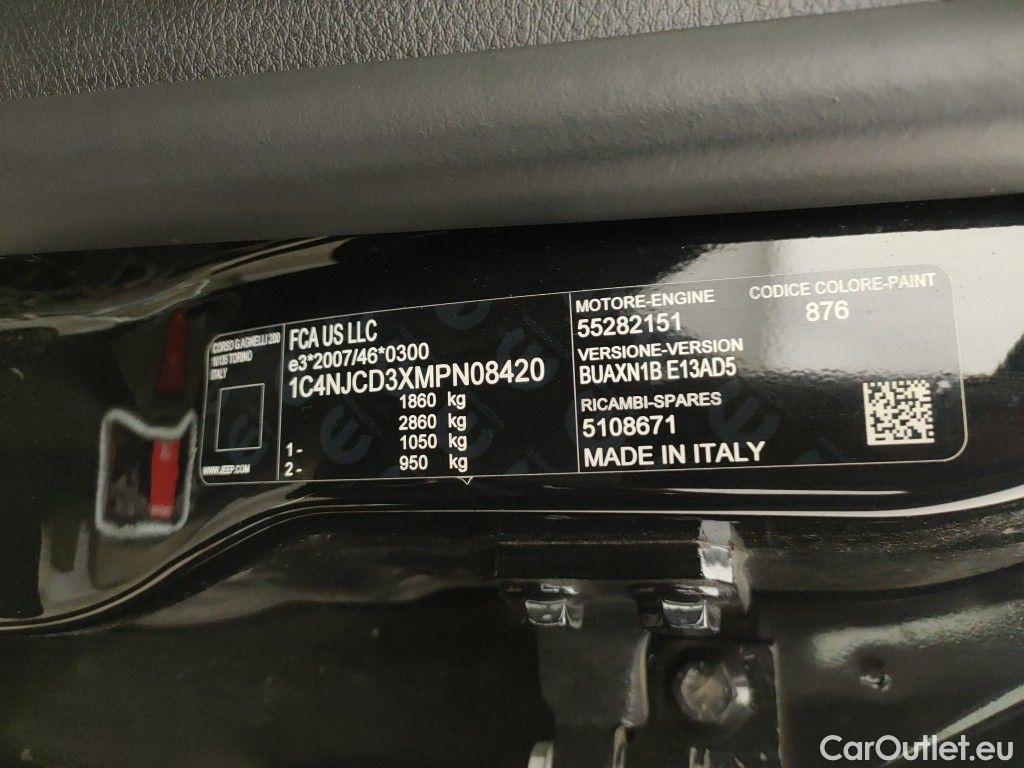 CORSO G.AGNELLI 200
10135 TORINO
ITALY
WWW.JEEP.COM
FCA US LLC
e3*2007/46*0300
1C4NJCD3XMPN08420
1860 kg
2860 kg
1- 1050 kg
2- 950 kg
MOTORE-ENGINE
55282151
VERSIONE-VERSION
BUAXN1B E13AD5
RICAMBI-SPARES
5108671
MADE IN ITALY
CODICE COLORE-PAINT
876
CarOutlet.eu